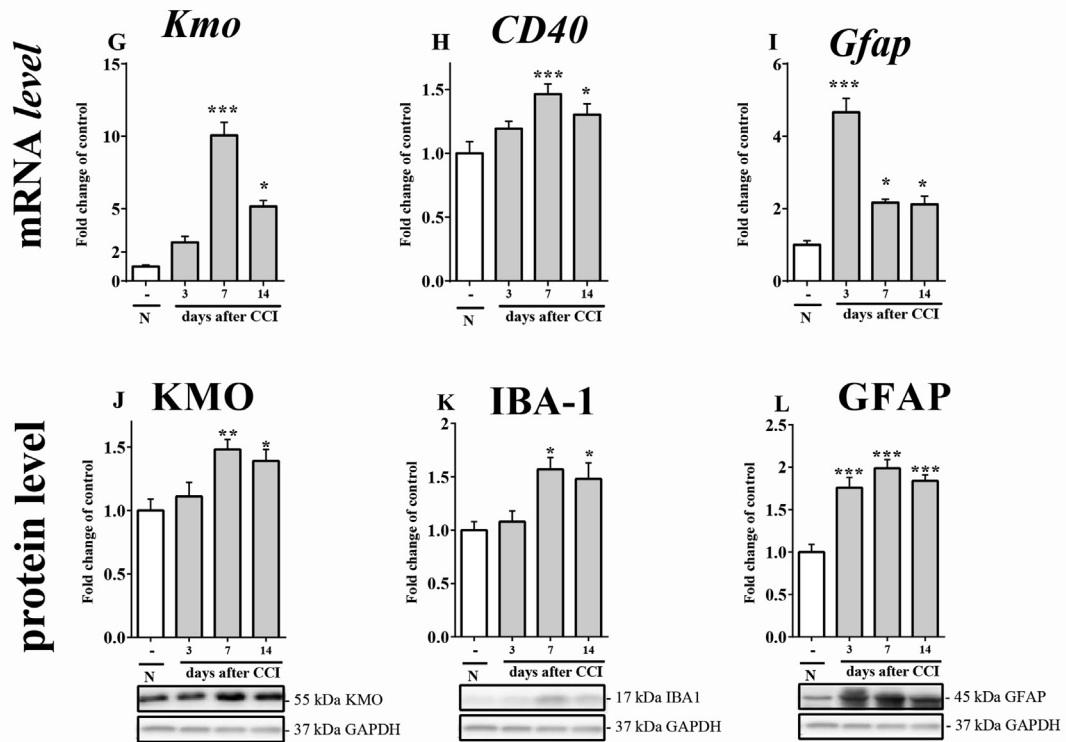 mRNA level
G Kmo
Fold change of control
15
10
5
2
0
***
*
- 3 7 14
N days after CCI
H CD40
Fold change of control
1.5
1.0
0.5
0.0
***
*
- 3 7 14
N days after CCI
I Gfap
Fold change of control
6
4
2
0
***
*
*
- 3 7 14
N days after CCI
protein level
J KMO
Fold change of control
1.5
1.0
0.5
0.0
**
*
- 3 7 14
N days after CCI
- 55 kDa KMO
- 37 kDa GAPDH
K IBA-1
Fold change of control
2.0
1.5
1.0
0.5
0.0
*
*
- 3 7 14
N days after CCI
- 17 kDa IBA1
- 37 kDa GAPDH
L GFAP
Fold change of control
2.5
2.0
1.5
1.0
0.5
0.0
***
***
***
- 3 7 14
N days after CCI
- 45 kDa GFAP
- 37 kDa GAPDH